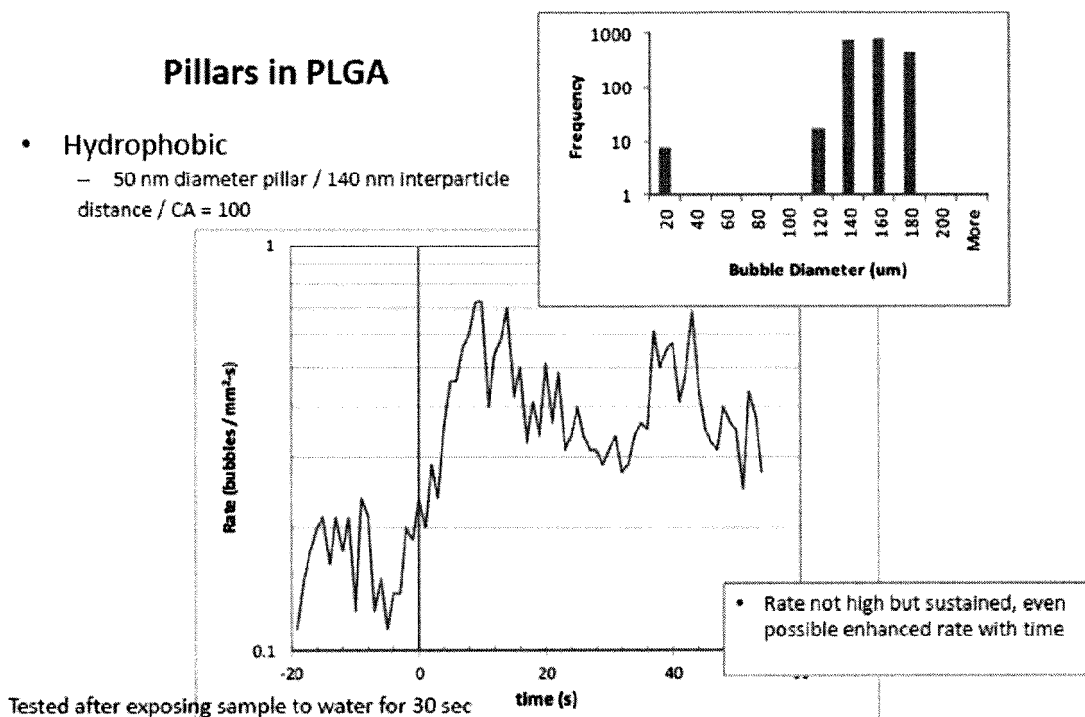 Pillars in PLGA
• Hydrophobic
– 50 nm diameter pillar / 140 nm interparticle
distance / CA = 100
Frequency
1000
100
10
1
20
40
60
80
100
120
140
160
180
200
More
Bubble Diameter (um)
Rate (bubbles / mm²-s)
1
0.1
-20
0
20
40
time (s)
• Rate not high but sustained, even
possible enhanced rate with time
Tested after exposing sample to water for 30 sec